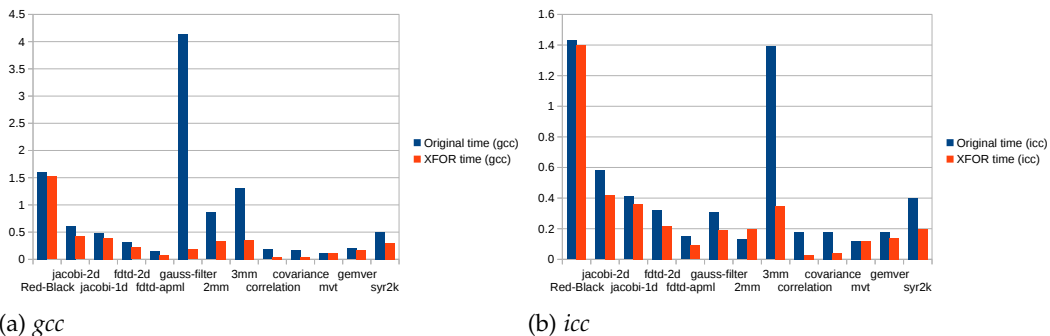 4.5
4
3.5
3
2.5
2
1.5
1
0.5
0
jacobi-2d fdtd-2d gauss-filter 3mm covariance gemver
Red-Black jacobi-1d fdtd-apml 2mm correlation mvt syr2k
Original time (gcc)
XFOR time (gcc)
(a) gcc
1.6
1.4
1.2
1
0.8
0.6
0.4
0.2
0
jacobi-2d fdtd-2d gauss-filter 3mm covariance gemver
Red-Black jacobi-1d fdtd-apml 2mm correlation mvt syr2k
Original time (icc)
XFOR time (icc)
(b) icc